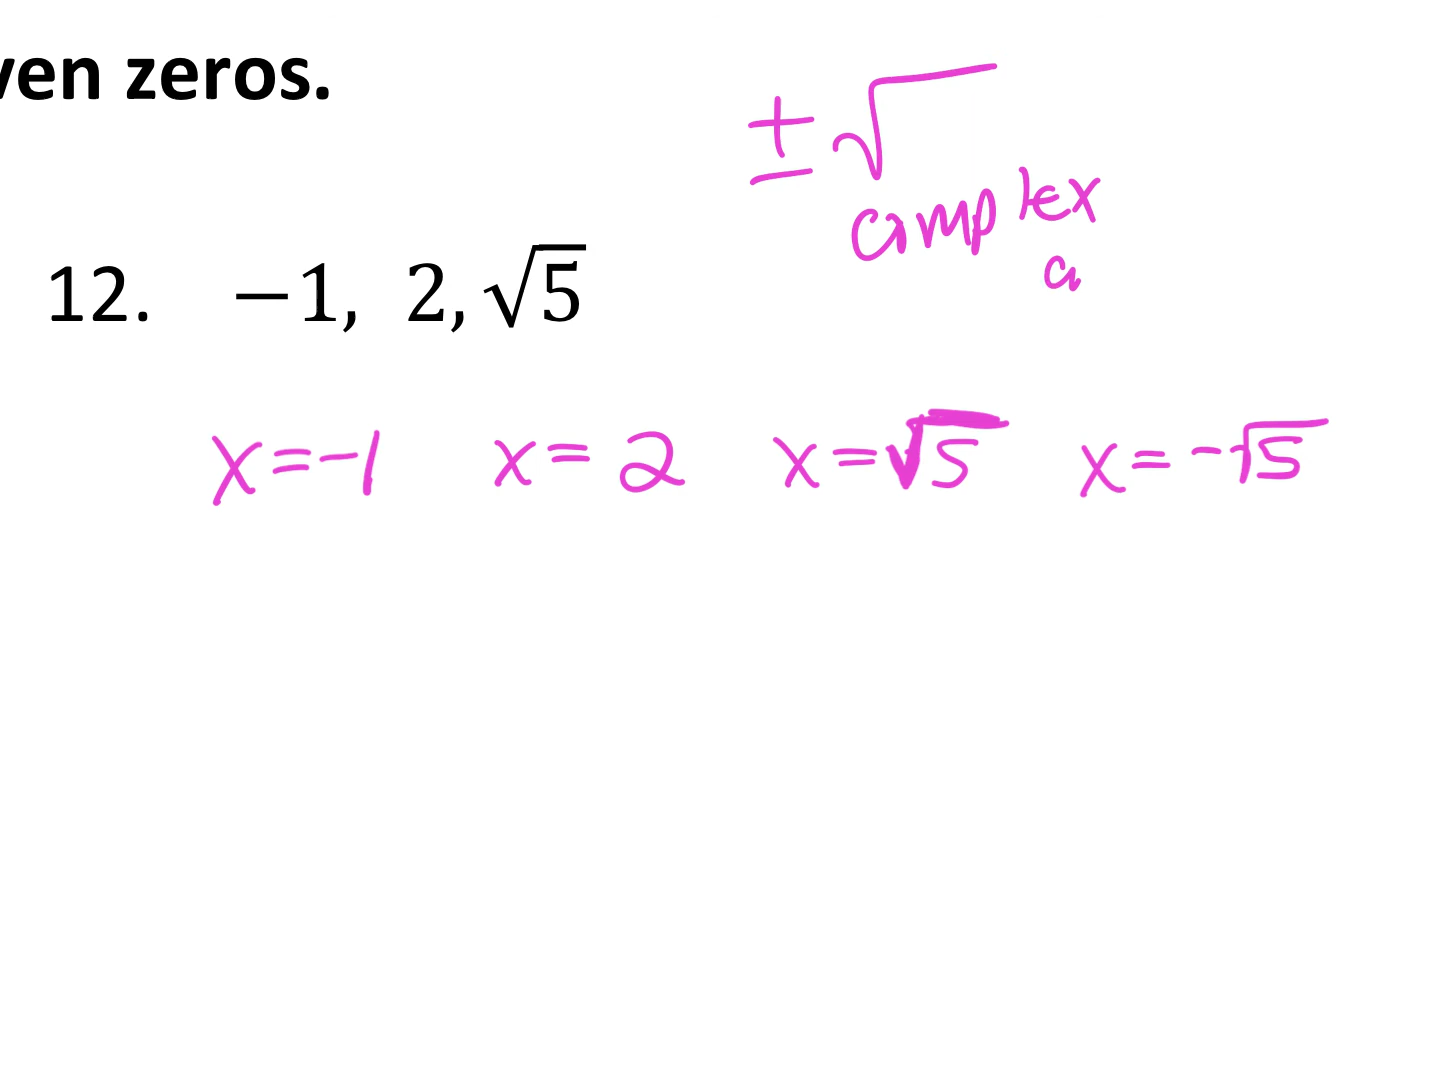 ven zeros.
± √
complex
a
12. −1, 2, √5
x=-1 x=2 x=√5 x=-√5